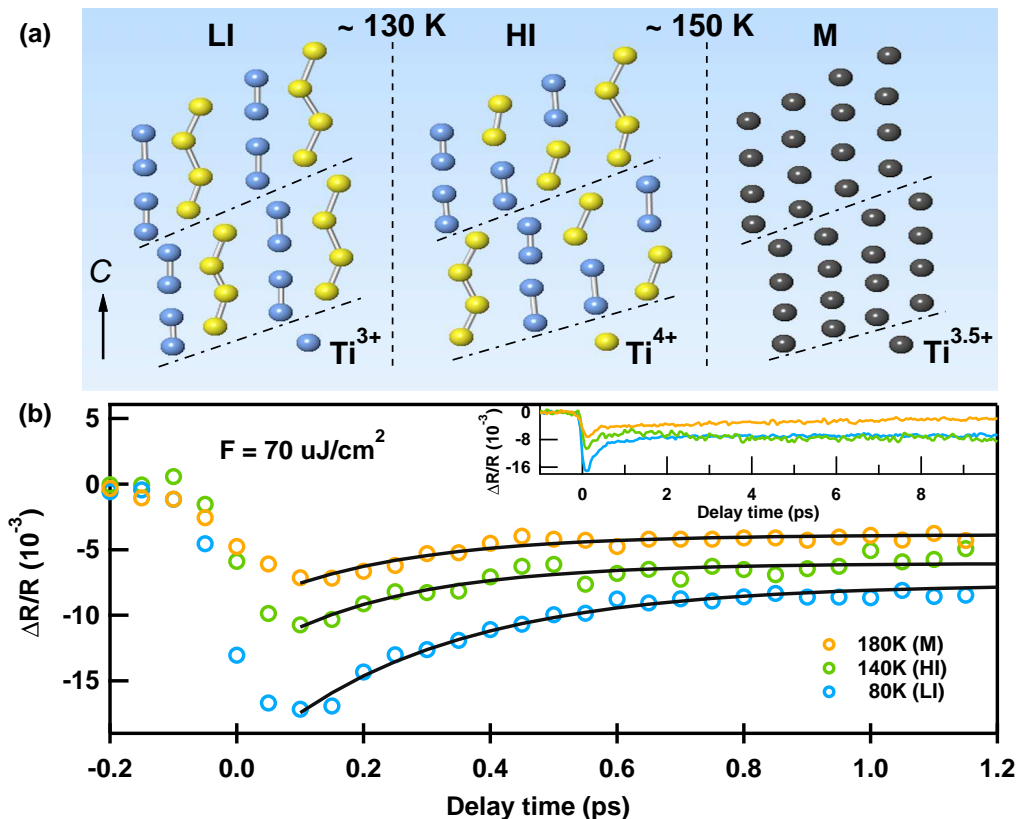 (a)
LI ~ 130 K HI ~ 150 K M
C
Ti3+ Ti4+ Ti3.5+
(b)
F = 70 uJ/cm2
ΔR/R (10-3)
5
0
-5
-10
-15
-0.2 0.0 0.2 0.4 0.6 0.8 1.0 1.2
Delay time (ps)
ΔR/R (10-3)
0
-8
-16
0 2 4 6 8
Delay time (ps)
180K (M)
140K (HI)
80K (LI)